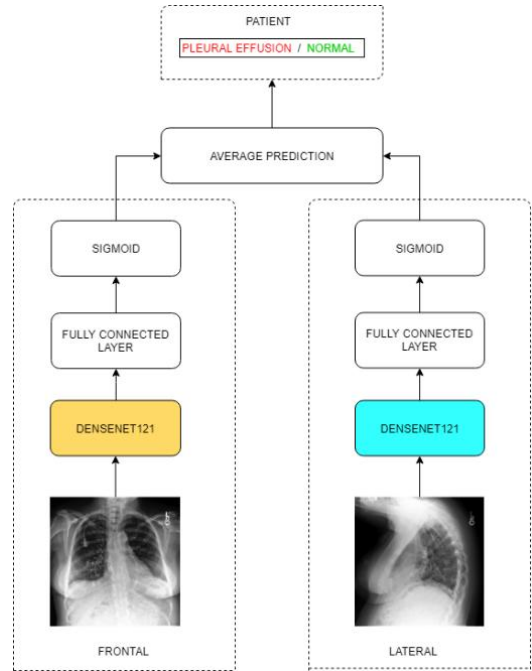 PATIENT
PLEURAL EFFUSION / NORMAL
AVERAGE PREDICTION
SIGMOID
SIGMOID
FULLY CONNECTED
LAYER
FULLY CONNECTED
LAYER
DENSENET121
DENSENET121
FRONTAL
LATERAL